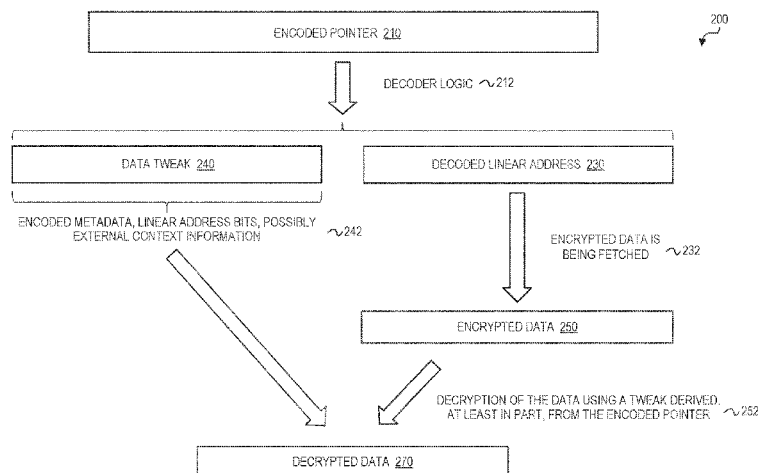 200
ENCODED POINTER 210
DECODER LOGIC 212
DATA TWEAK 240
DECODED LINEAR ADDRESS 230
ENCODED METADATA, LINEAR ADDRESS BITS, POSSIBLY
EXTERNAL CONTEXT INFORMATION
242
ENCRYPTED DATA IS
BEING FETCHED
232
ENCRYPTED DATA 250
DECRYPTION OF THE DATA USING A TWEAK DERIVED,
AT LEAST IN PART, FROM THE ENCODED POINTER
252
DECRYPTED DATA 270